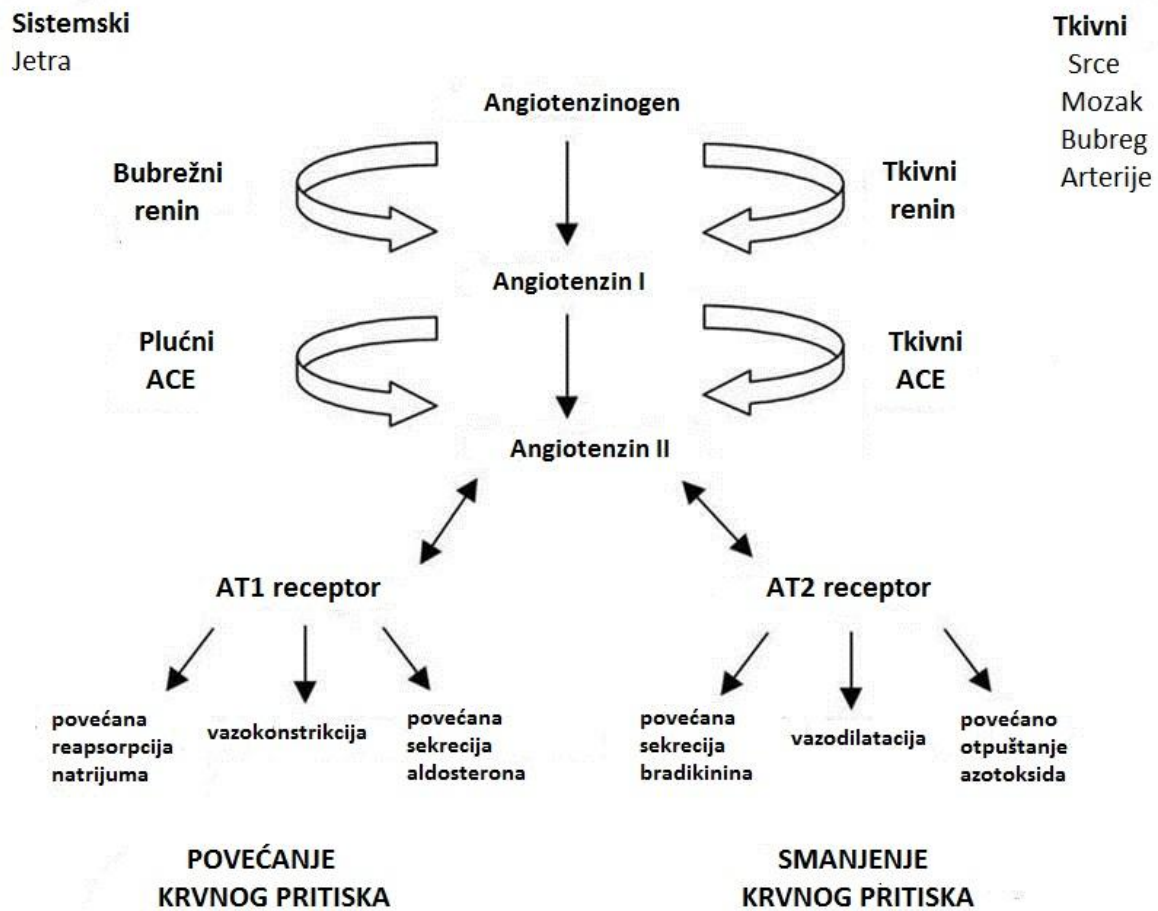 Sistemski
Jetra
Tkivni
Srce
Mozak
Bubreg
Arterije
Angiotenzinogen
Bubrežni
renin
Tkivni
renin
Angiotenzin I
Plućni
ACE
Tkivni
ACE
Angiotenzin II
AT1 receptor
AT2 receptor
povećana
reapsorpcija
natrijuma
vazokonstrikcija
povećana
sekrecija
aldosterona
povećana
sekrecija
bradikinina
vazodilatacija
povećano
otpuštanje
azotoksida
POVEĆANJE
KRVNOG PRITISKA
SMANJENJE
KRVNOG PRITISKA